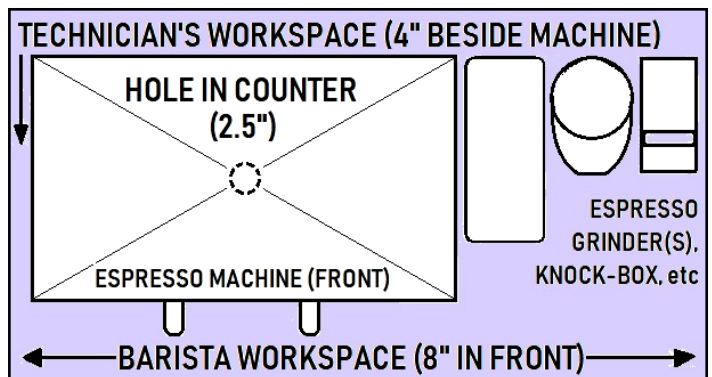 TECHNICIAN'S WORKSPACE (4" BESIDE MACHINE)
HOLE IN COUNTER
(2.5")
ESPRESSO
GRINDER(S),
KNOCK-BOX, etc
ESPRESSO MACHINE (FRONT)
BARISTA WORKSPACE (8" IN FRONT)